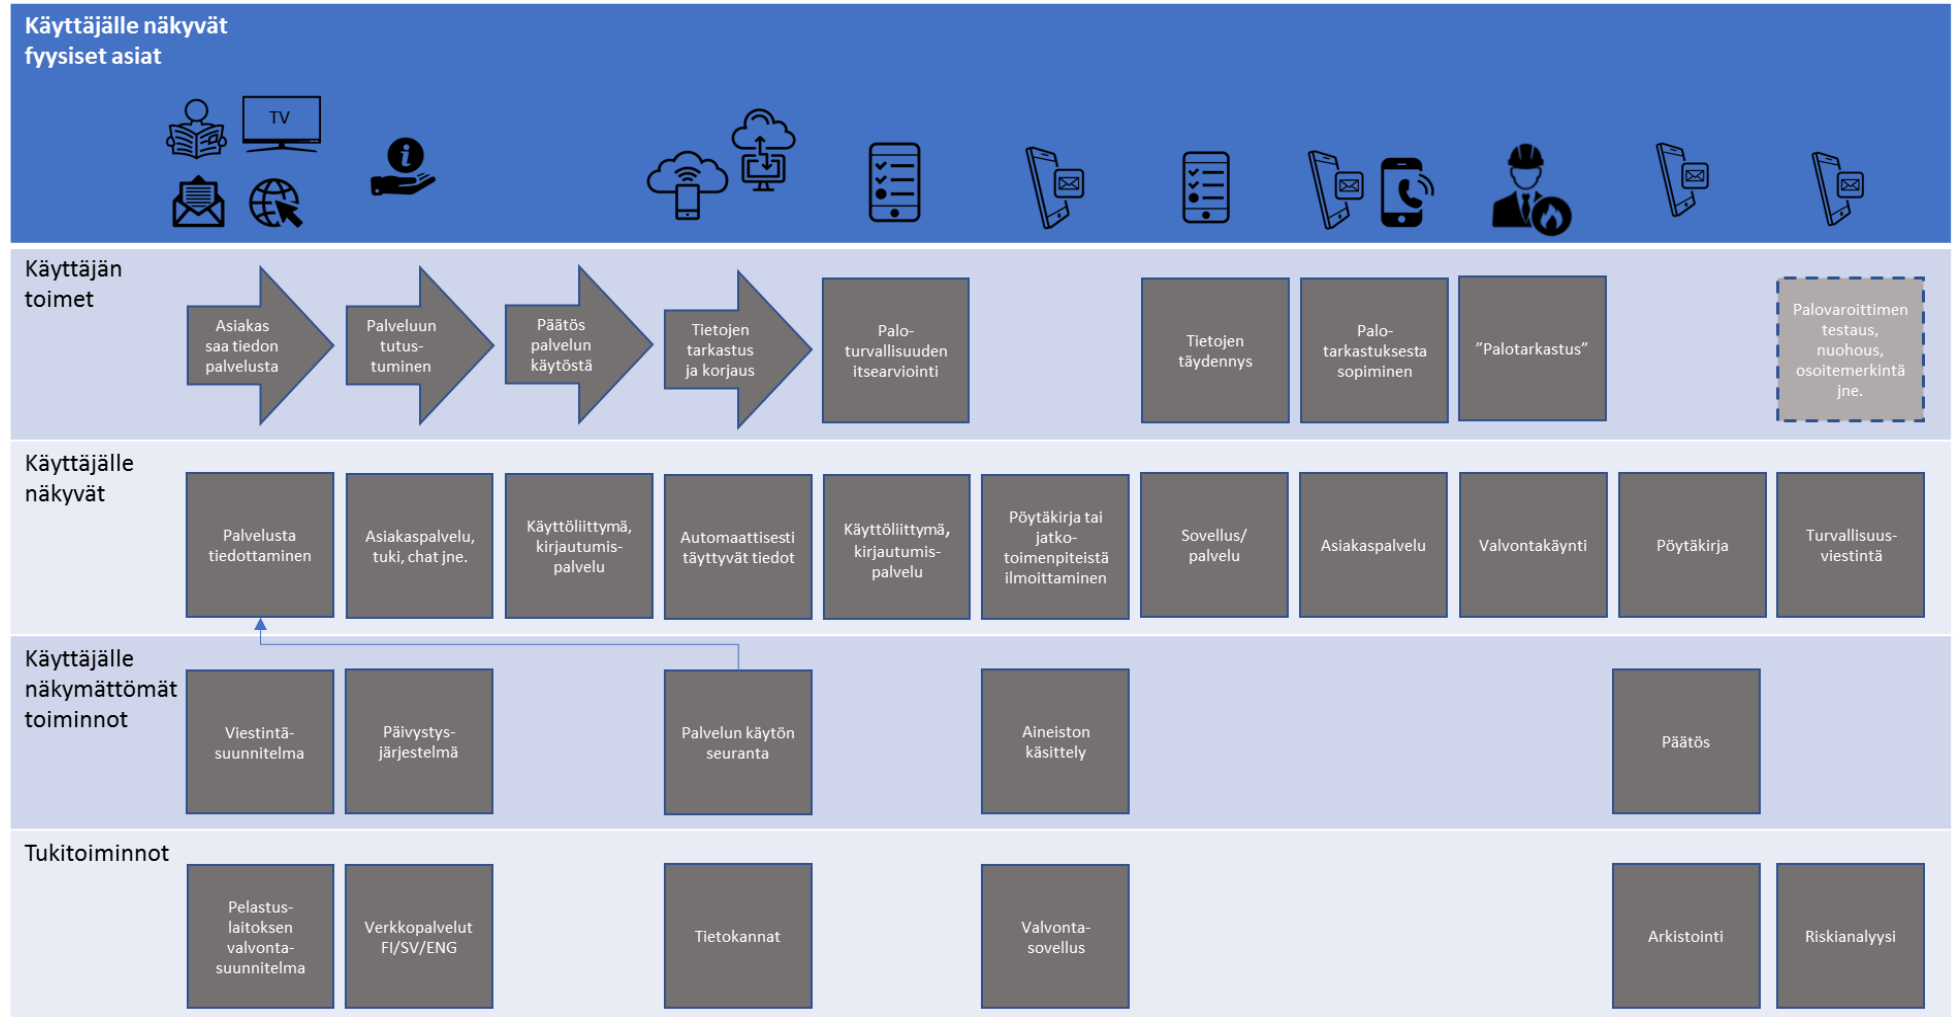 Käyttäjälle näkyvät
fyysiset asiat
TV
i
Käyttäjän
toimet
Asiakas
saa tiedon
palvelusta
Palveluun
tutus-
tuminen
Päätös
palvelun
käytöstä
Tietojen
tarkastus
ja korjaus
Palo-
turvallisuuden
itsearviointi
Tietojen
täydennys
Palo-
tarkastuksesta
sopiminen
”Palotarkastus”
Palovaroittimen
testaus,
nuohous,
osoitemerkintä
jne.
Käyttäjälle
näkyvät
Palvelusta
tiedottaminen
Asiakaspalvelu,
tuki, chat jne.
Käyttöliittymä,
kirjautumis-
palvelu
Automaattisesti
täyttyvät tiedot
Käyttöliittymä,
kirjautumis-
palvelu
Pöytäkirja tai
jatko-
toimenpiteistä
ilmoittaminen
Sovellus/
palvelu
Asiakaspalvelu
Valvontakäynti
Pöytäkirja
Turvallisuus-
viestintä
Käyttäjälle
näkymättömät
toiminnot
Viestintä-
suunnitelma
Päivystys-
järjestelmä
Palvelun käytön
seuranta
Aineiston
käsittely
Päätös
Tukitoiminnot
Pelastus-
laitoksen
valvonta-
suunnitelma
Verkkopalvelut
FI/SV/ENG
Tietokannat
Valvonta-
sovellus
Arkistointi
Riskianalyysi